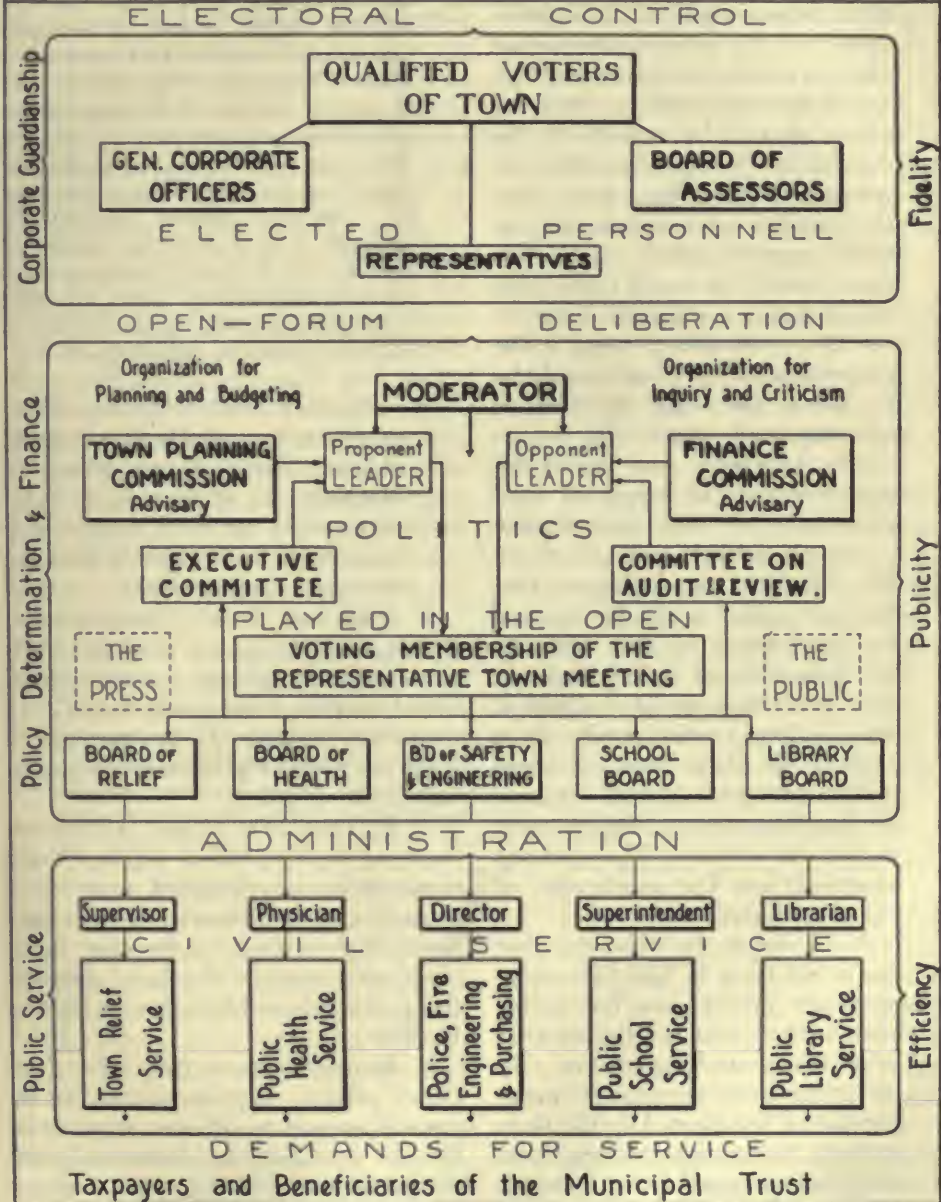 ELECTORAL CONTROL
Corporate Guardianship
QUALIFIED VOTERS
OF TOWN
GEN. CORPORATE
OFFICERS
BOARD OF
ASSESSORS
ELECTED PERSONNELL
REPRESENTATIVES
Fidelity
OPEN—FORUM DELIBERATION
Policy Determination & Finance
Organization for
Planning and Budgeting
MODERATOR
Organization for
Inquiry and Criticism
TOWN PLANNING
COMMISSION
Advisary
Proponent
LEADER
Opponent
LEADER
FINANCE
COMMISSION
Advisary
POLITICS
EXECUTIVE
COMMITTEE
COMMITTEE ON
AUDIT & REVIEW.
PLAYED IN THE OPEN
THE
PRESS
VOTING MEMBERSHIP OF THE
REPRESENTATIVE TOWN MEETING
THE
PUBLIC
Publicity
BOARD OF
RELIEF
BOARD OF
HEALTH
B'D OF SAFETY
& ENGINEERING
SCHOOL
BOARD
LIBRARY
BOARD
ADMINISTRATION
Public Service
Supervisor
Physician
Director
Superintendent
Librarian
CIVIL SERVICE
Town Relief
Service
Public
Health
Service
Police, Fire
Engineering
& Purchasing
Public
School
Service
Public
Library
Service
Efficiency
DEMANDS FOR SERVICE
Taxpayers and Beneficiaries of the Municipal Trust